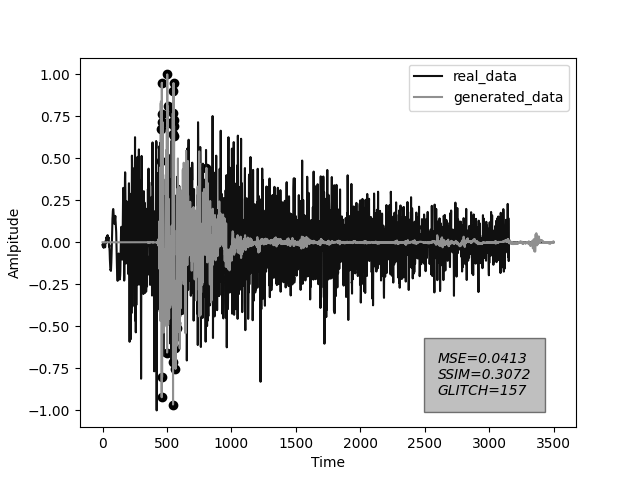 real_data
generated_data
1.00
0.75
0.50
0.25
0.00
−0.25
−0.50
−0.75
−1.00
Amlpitude
MSE=0.0413
SSIM=0.3072
GLITCH=157
0 500 1000 1500 2000 2500 3000 3500
Time